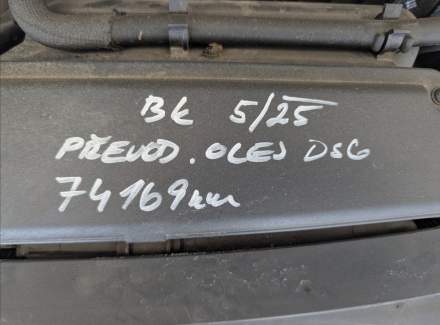 Bk 5/25
PŘEVOD. OLEJ DSG
74169km